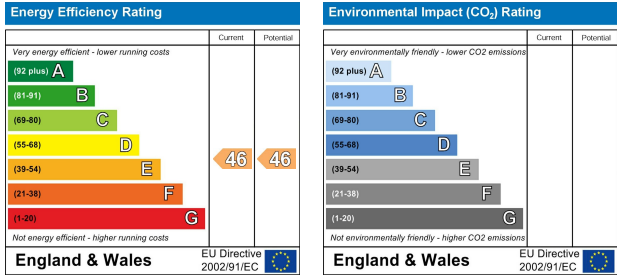 Energy Efficiency Rating
Current Potential
Very energy efficient - lower running costs
(92 plus) A
(81-91) B
(69-80) C
(55-68) D
(39-54) E
46 46
(21-38) F
(1-20) G
Not energy efficient - higher running costs
England & Wales
EU Directive
2002/91/EC
Environmental Impact (CO2) Rating
Current Potential
Very environmentally friendly - lower CO2 emissions
(92 plus) A
(81-91) B
(69-80) C
(55-68) D
(39-54) E
(21-38) F
(1-20) G
Not environmentally friendly - higher CO2 emissions
England & Wales
EU Directive
2002/91/EC